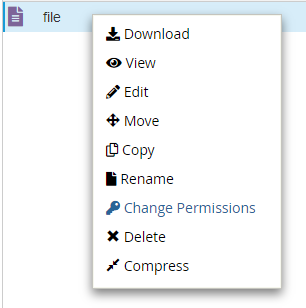 file
Download
View
Edit
Move
Copy
Rename
Change Permissions
Delete
Compress